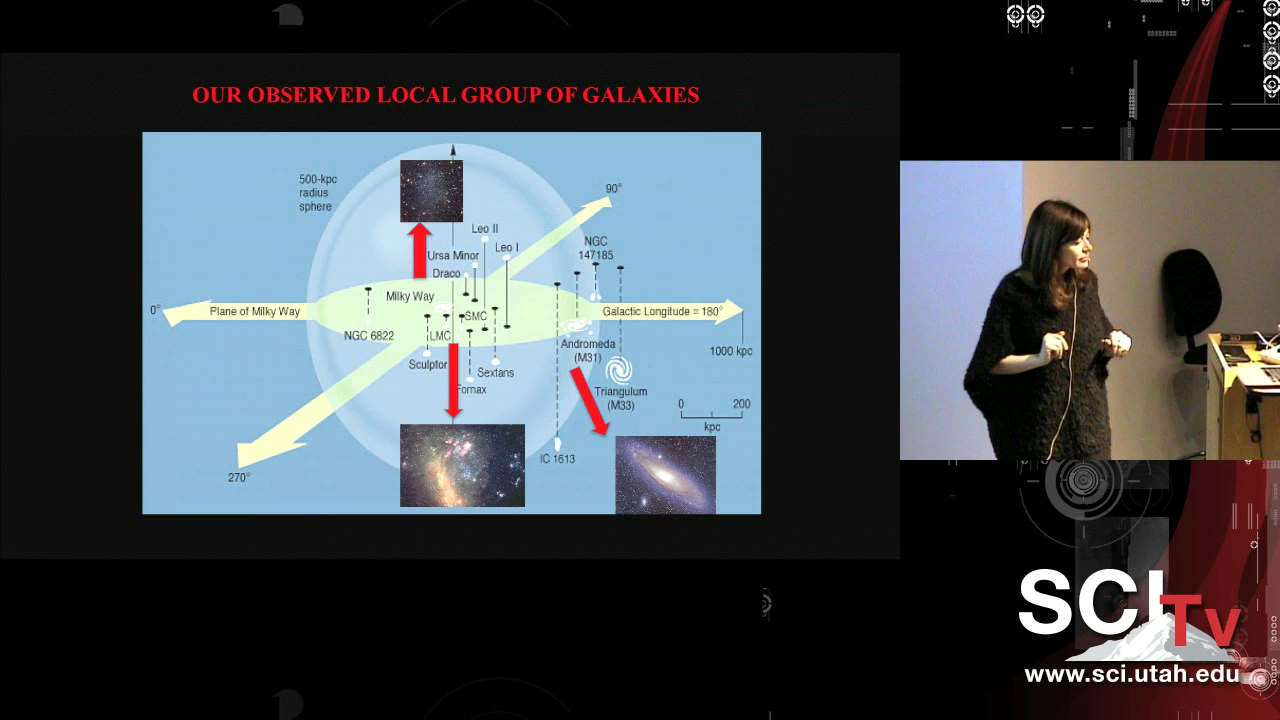 OUR OBSERVED LOCAL GROUP OF GALAXIES
500-kpc
radius
sphere
90°
Leo II
Leo I
NGC
147185
Ursa Minor
Draco
Milky Way
0°
Plane of Milky Way
Galactic Longitude = 180°
SMC
NGC 6822
LMC
Andromeda
(M31)
1000 kpc
Sculptor
Sextans
Fornax
Triangulum
(M33)
0
200
kpc
IC 1613
270°
SCI
Tv
www.sci.utah.edu